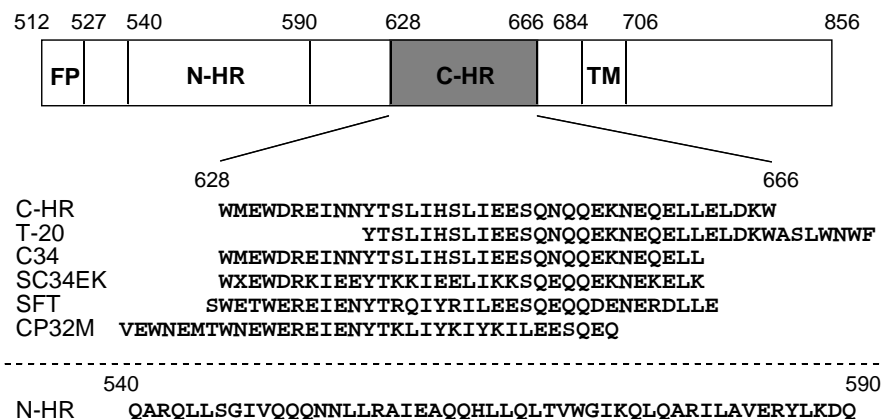 512 527 540 590 628 666 684 706 856
FP N-HR C-HR TM
628 666
C-HR WMEWDREINNYTSLIHSLIEESQNQQEKNEQELLELDKW
T-20 YTSLIHSLIEESQNQQEKNEQELLELDKWASLWNWF
C34 WMEWDREINNYTSLIHSLIEESQNQQEKNEQELL
SC34EK WXEWDRKIEEYTKKIEELIKKSQEQQEKNEKELK
SFT SWETWEREIENYTRQIYRILEESQEQQDENERDLLE
CP32M VEWNEMTWNEWEREIENYTKLIYKIYKILEESQEQ
540 590
N-HR QARQLLSGIVQQQNNLLRAIEAQQHLLQLTVWGIKQLQARILAVERYLKDQ